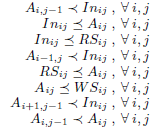 A_{i,j−1} ≺ In_{ij} , ∀ i, j
In_{ij} ⪯ A_{ij} , ∀ i, j
In_{ij} ⪯ RS_{ij} , ∀ i, j
A_{i−1,j} ≺ In_{ij} , ∀ i, j
RS_{ij} ⪯ A_{ij} , ∀ i, j
A_{ij} ⪯ WS_{ij} , ∀ i, j
A_{i+1,j−1} ≺ In_{ij} , ∀ i, j
A_{i,j−1} ≺ A_{ij} , ∀ i, j